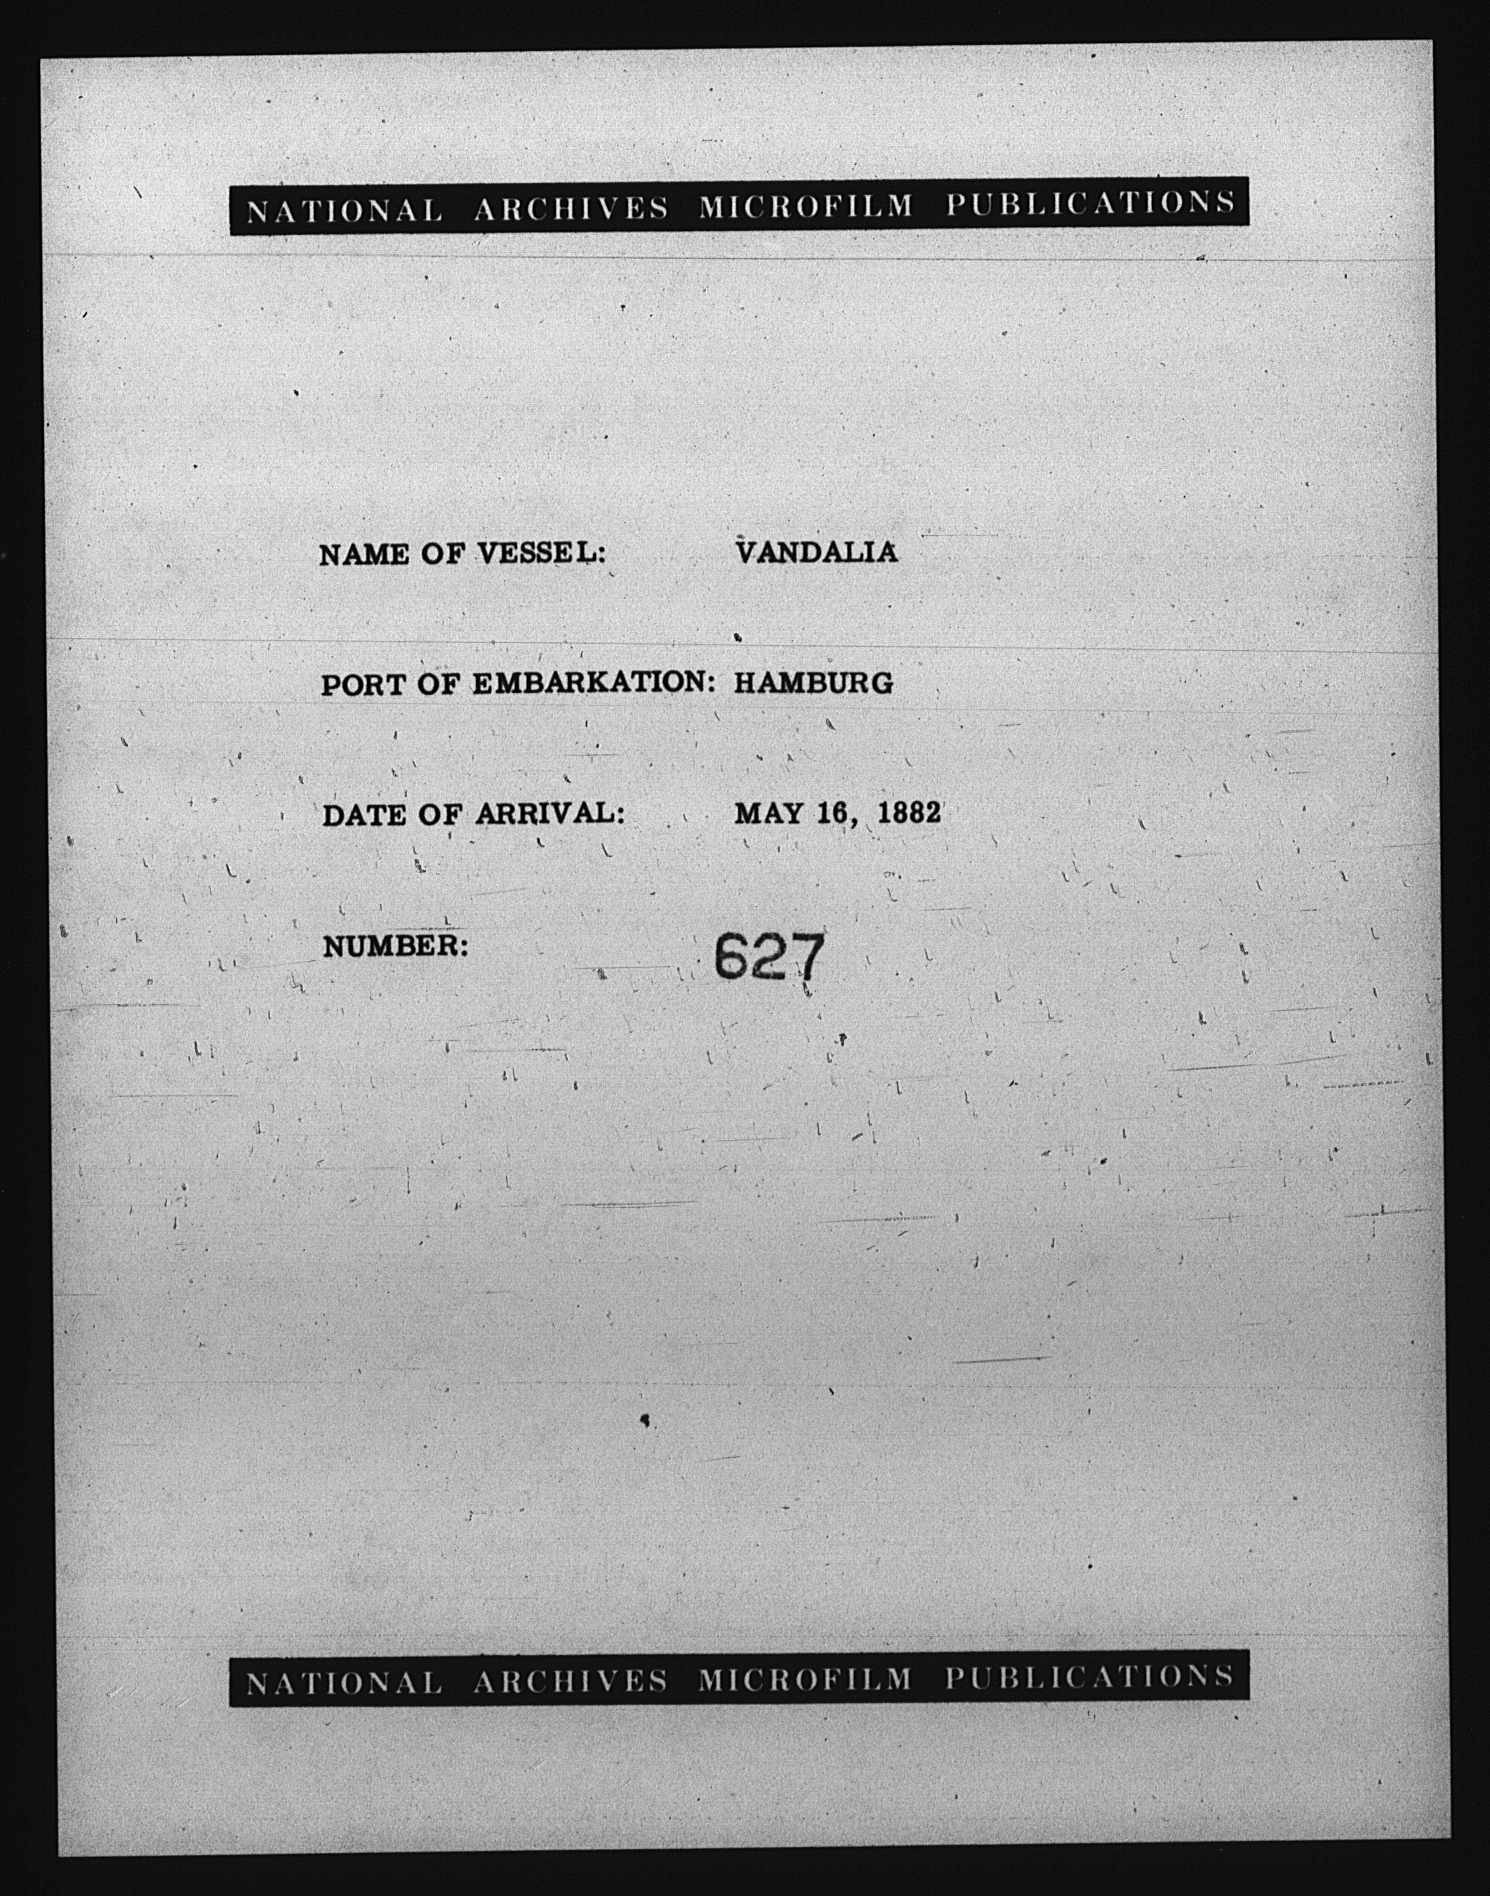 NATIONAL ARCHIVES MICROFILM PUBLICATIONS
NAME OF VESSEL: VANDALIA
PORT OF EMBARKATION: HAMBURG
DATE OF ARRIVAL: MAY 16, 1882
NUMBER: 627
NATIONAL ARCHIVES MICROFILM PUBLICATIONS